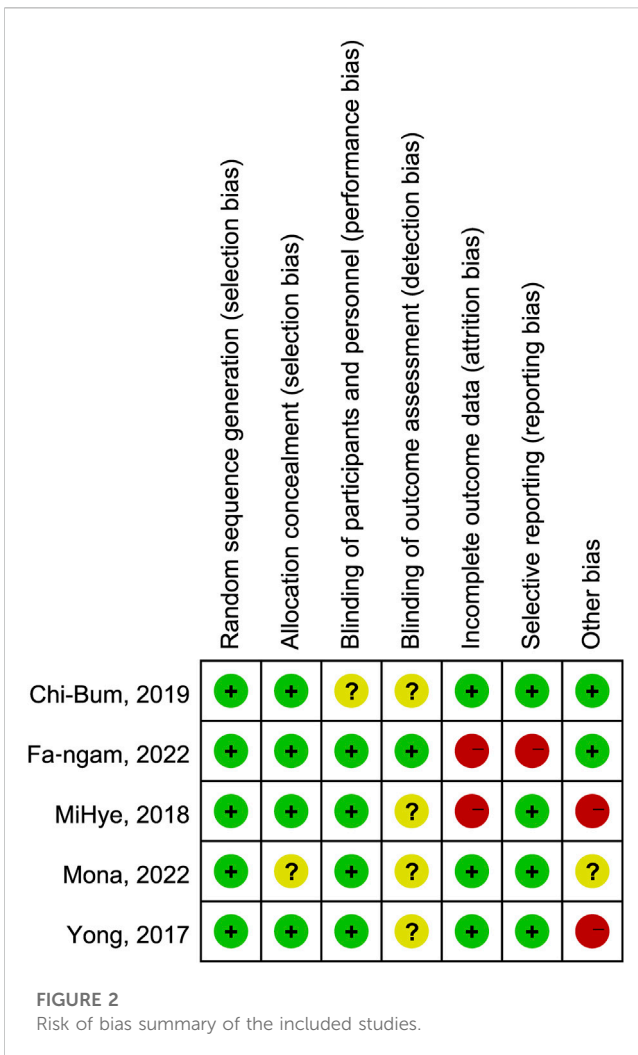 Random sequence generation (selection bias)
Allocation concealment (selection bias)
Blinding of participants and personnel (performance bias)
Blinding of outcome assessment (detection bias)
Incomplete outcome data (attrition bias)
Selective reporting (reporting bias)
Other bias
Chi-Bum, 2019 + + ? ? + + +
Fa-ngam, 2022 + + + + – – +
MiHye, 2018 + + + ? – + –
Mona, 2022 + ? + ? + + ?
Yong, 2017 + + + ? + + –
FIGURE 2
Risk of bias summary of the included studies.